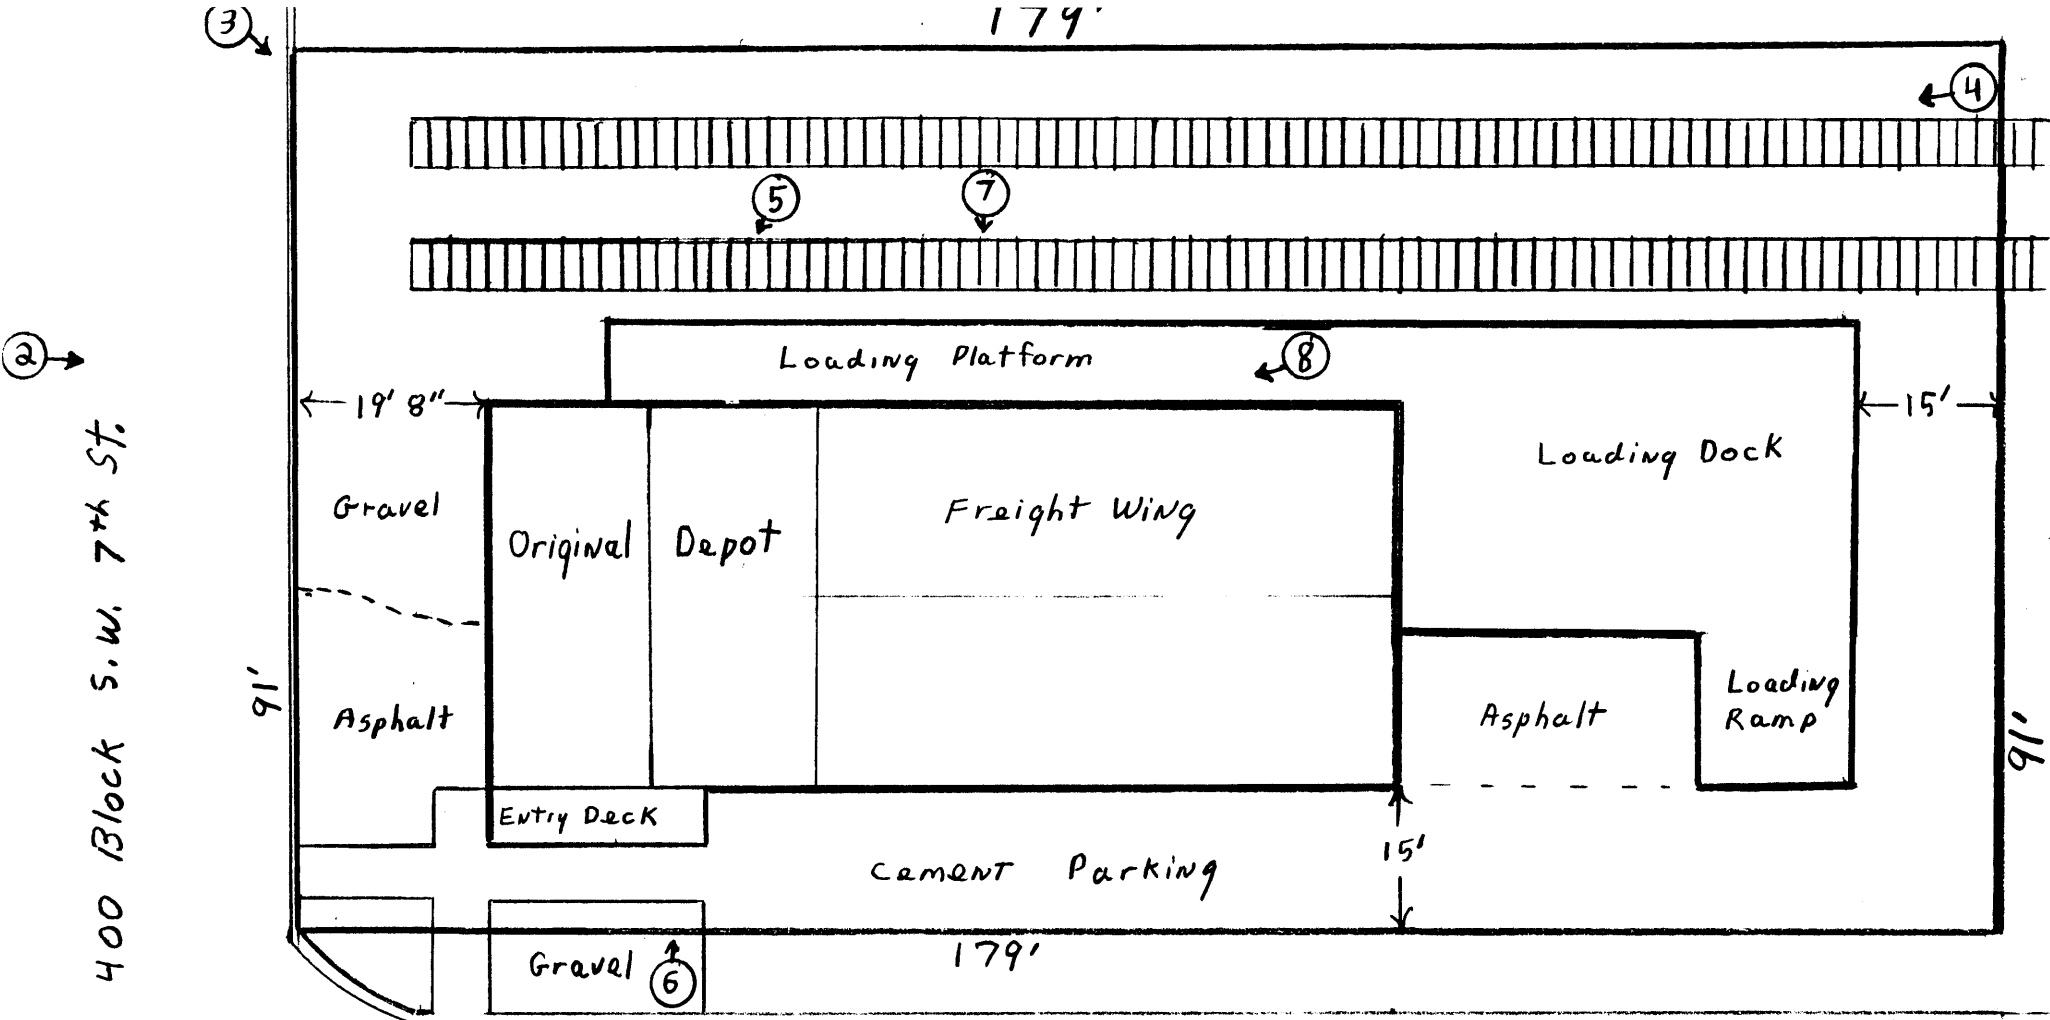 179'
3
4
5
7
2
Loading Platform
8
19' 8"
15'
Loading Dock
Gravel
Freight Wing
Original
Depot
400 Block S.W. 7th St.
91'
Asphalt
Asphalt
Loading
Ramp
91'
Entry Deck
15'
Cement Parking
179'
Gravel
6